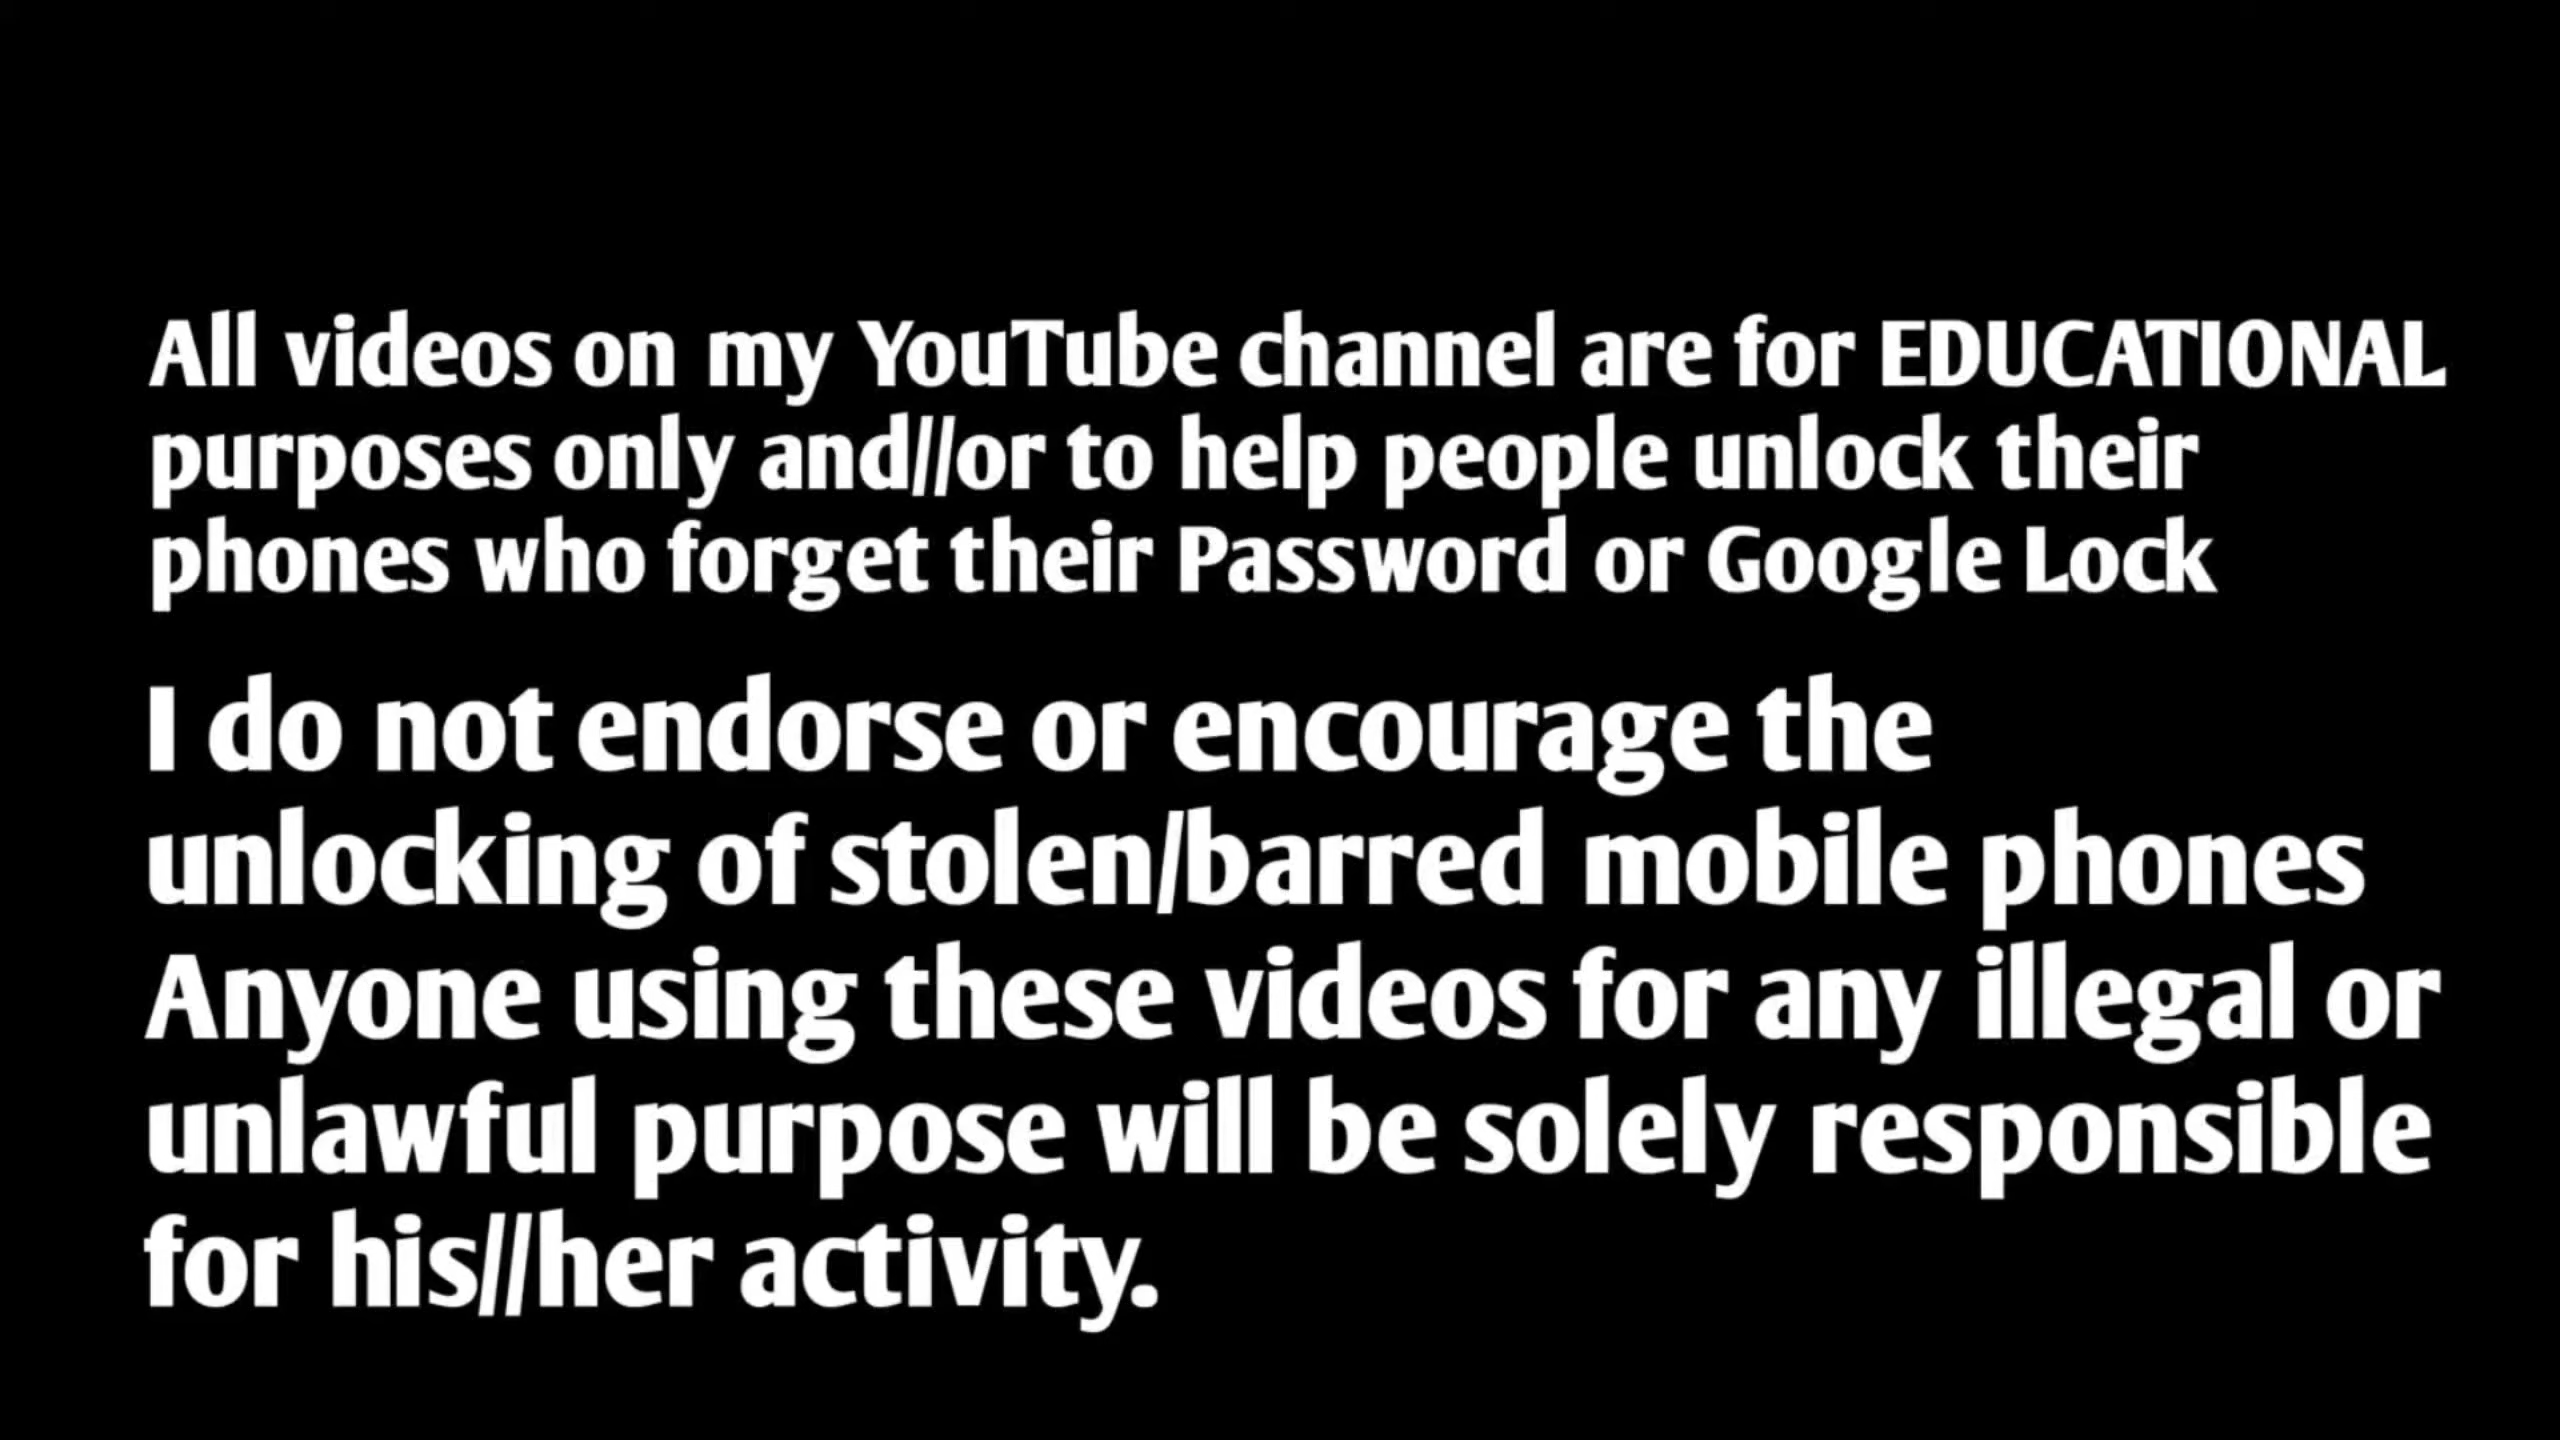 All videos on my YouTube channel are for EDUCATIONAL
purposes only and//or to help people unlock their
phones who forget their Password or Google Lock
I do not endorse or encourage the
unlocking of stolen/barred mobile phones
Anyone using these videos for any illegal or
unlawful purpose will be solely responsible
for his//her activity.